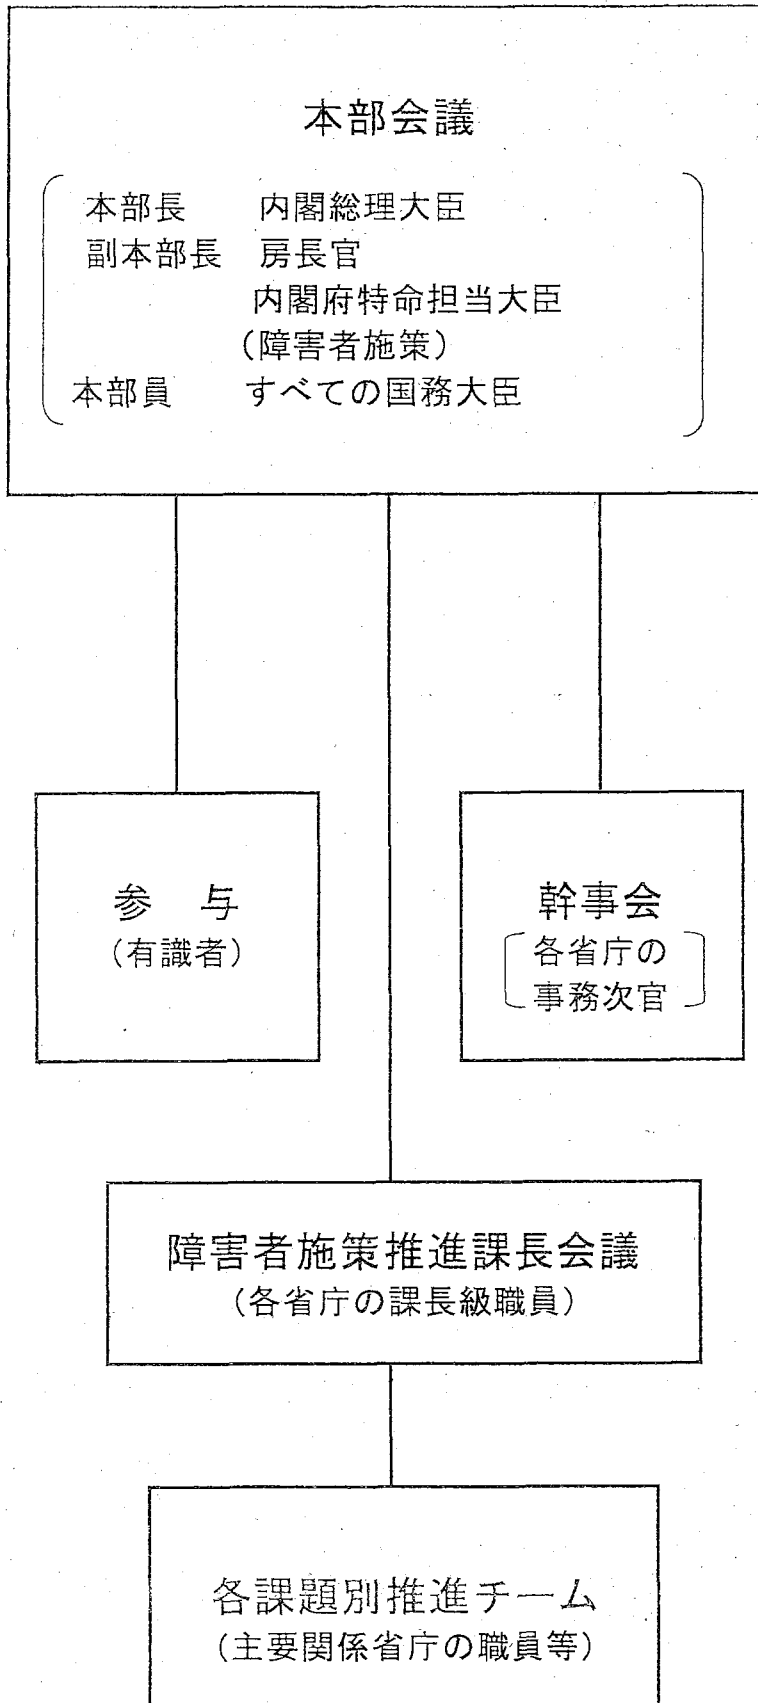 本部会議
本部長 内閣総理大臣
副本部長 房長官
内閣府特命担当大臣
(障害者施策)
本部員 すべての国務大臣
参 与
(有識者)
幹事会
各省庁の
事務次官
障害者施策推進課長会議
(各省庁の課長級職員)
各課題別推進チーム
(主要関係省庁の職員等)